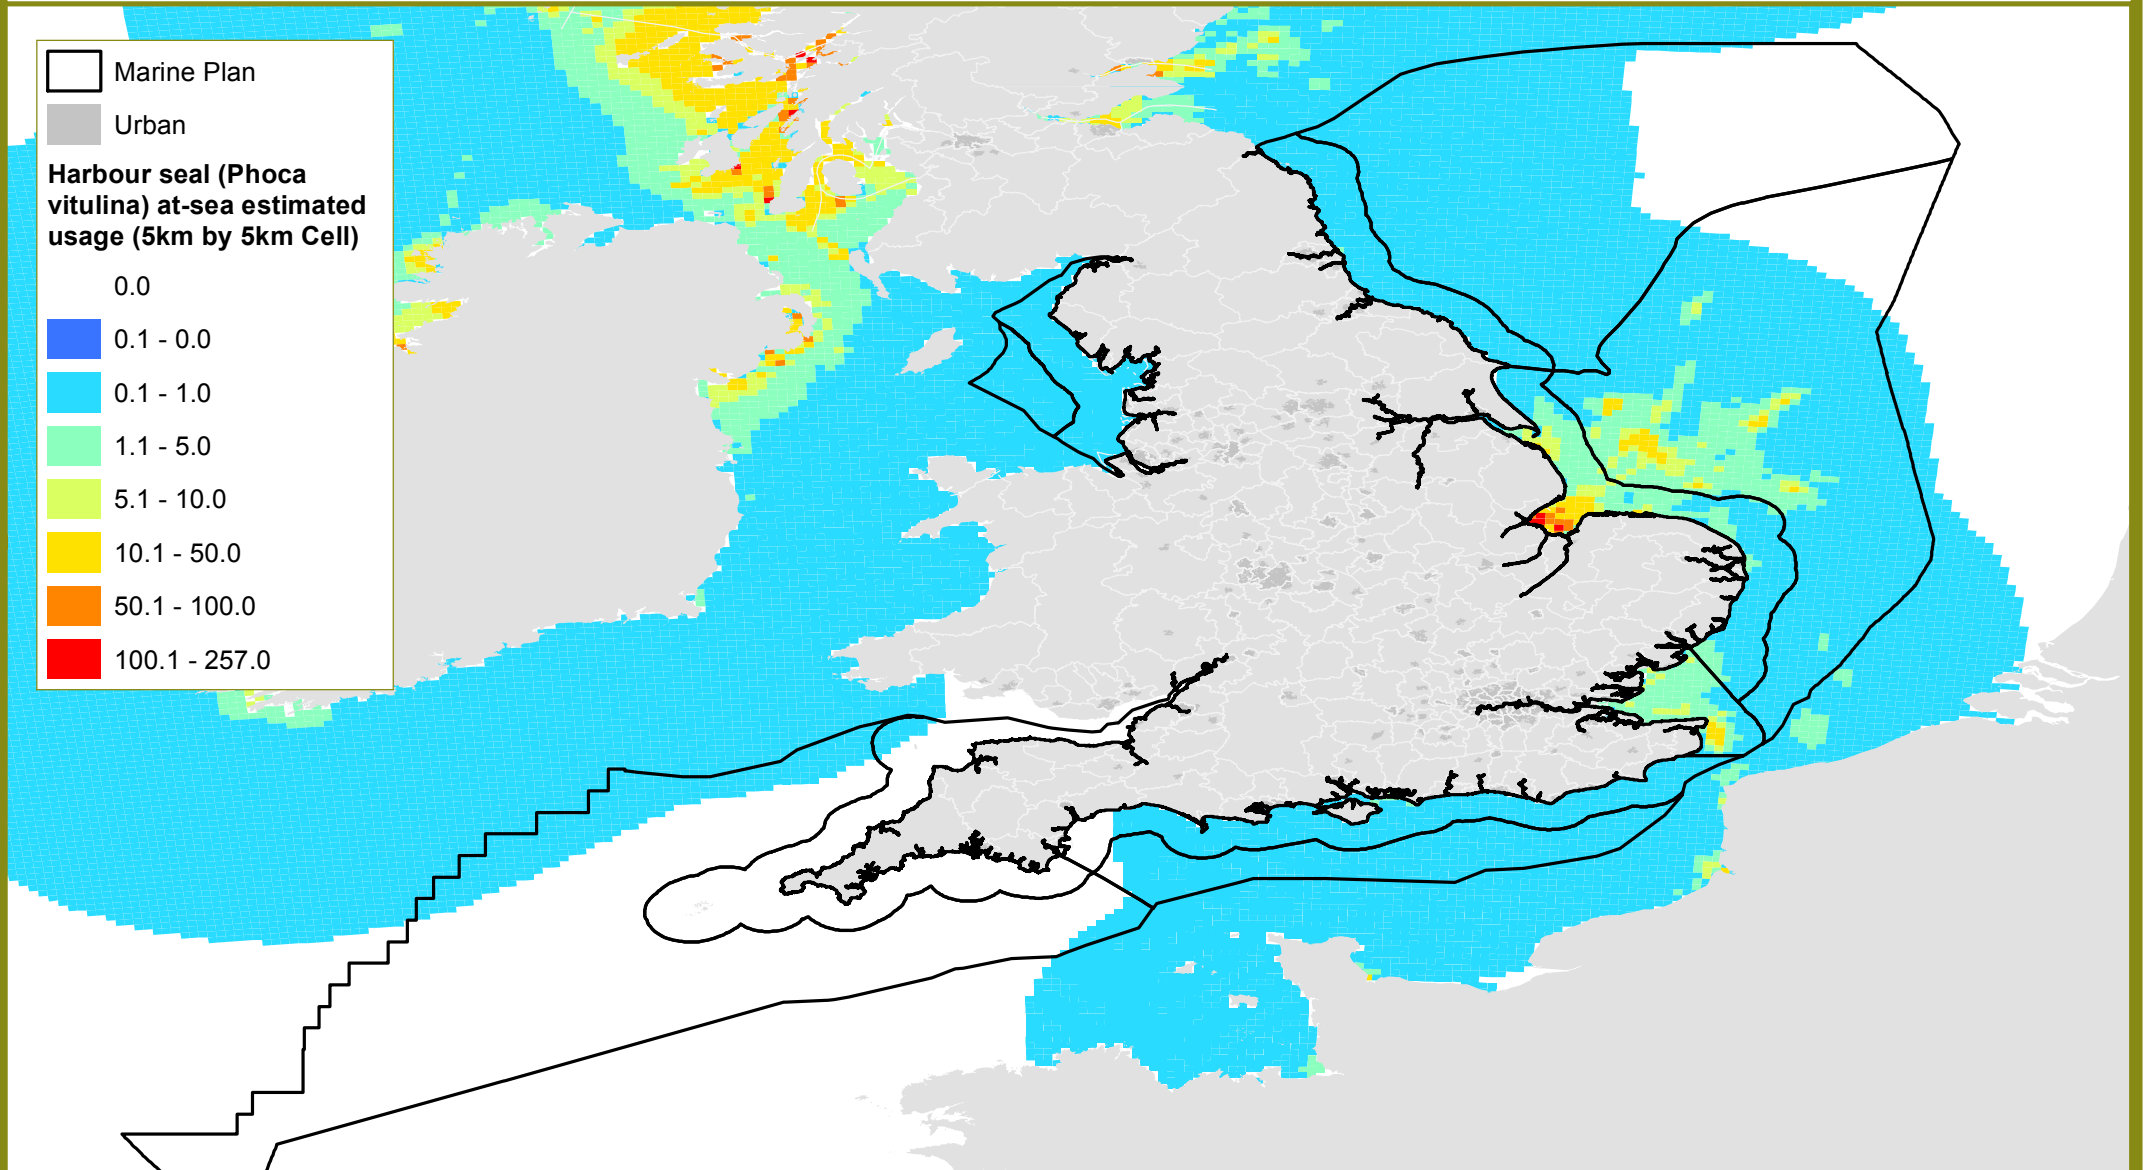 Marine Plan
Urban
Harbour seal (Phoca
vitulina) at-sea estimated
usage (5km by 5km Cell)
0.0
0.1 - 0.0
0.1 - 1.0
1.1 - 5.0
5.1 - 10.0
10.1 - 50.0
50.1 - 100.0
100.1 - 257.0